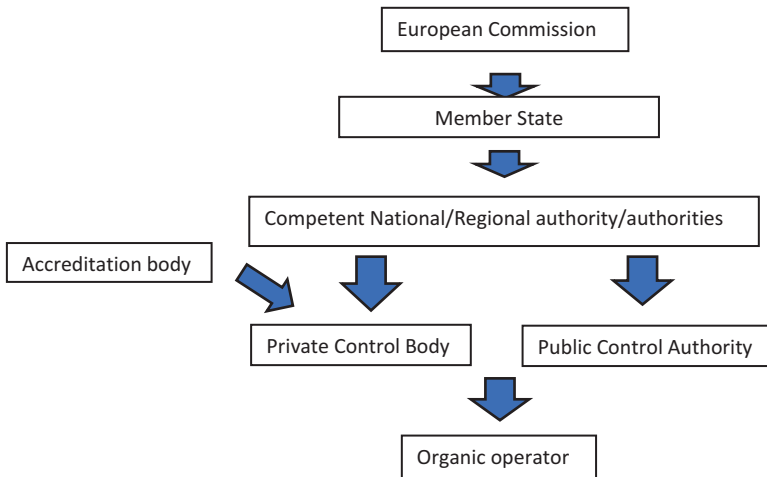 European Commission
Member State
Competent National/Regional authority/authorities
Accreditation body
Private Control Body
Public Control Authority
Organic operator